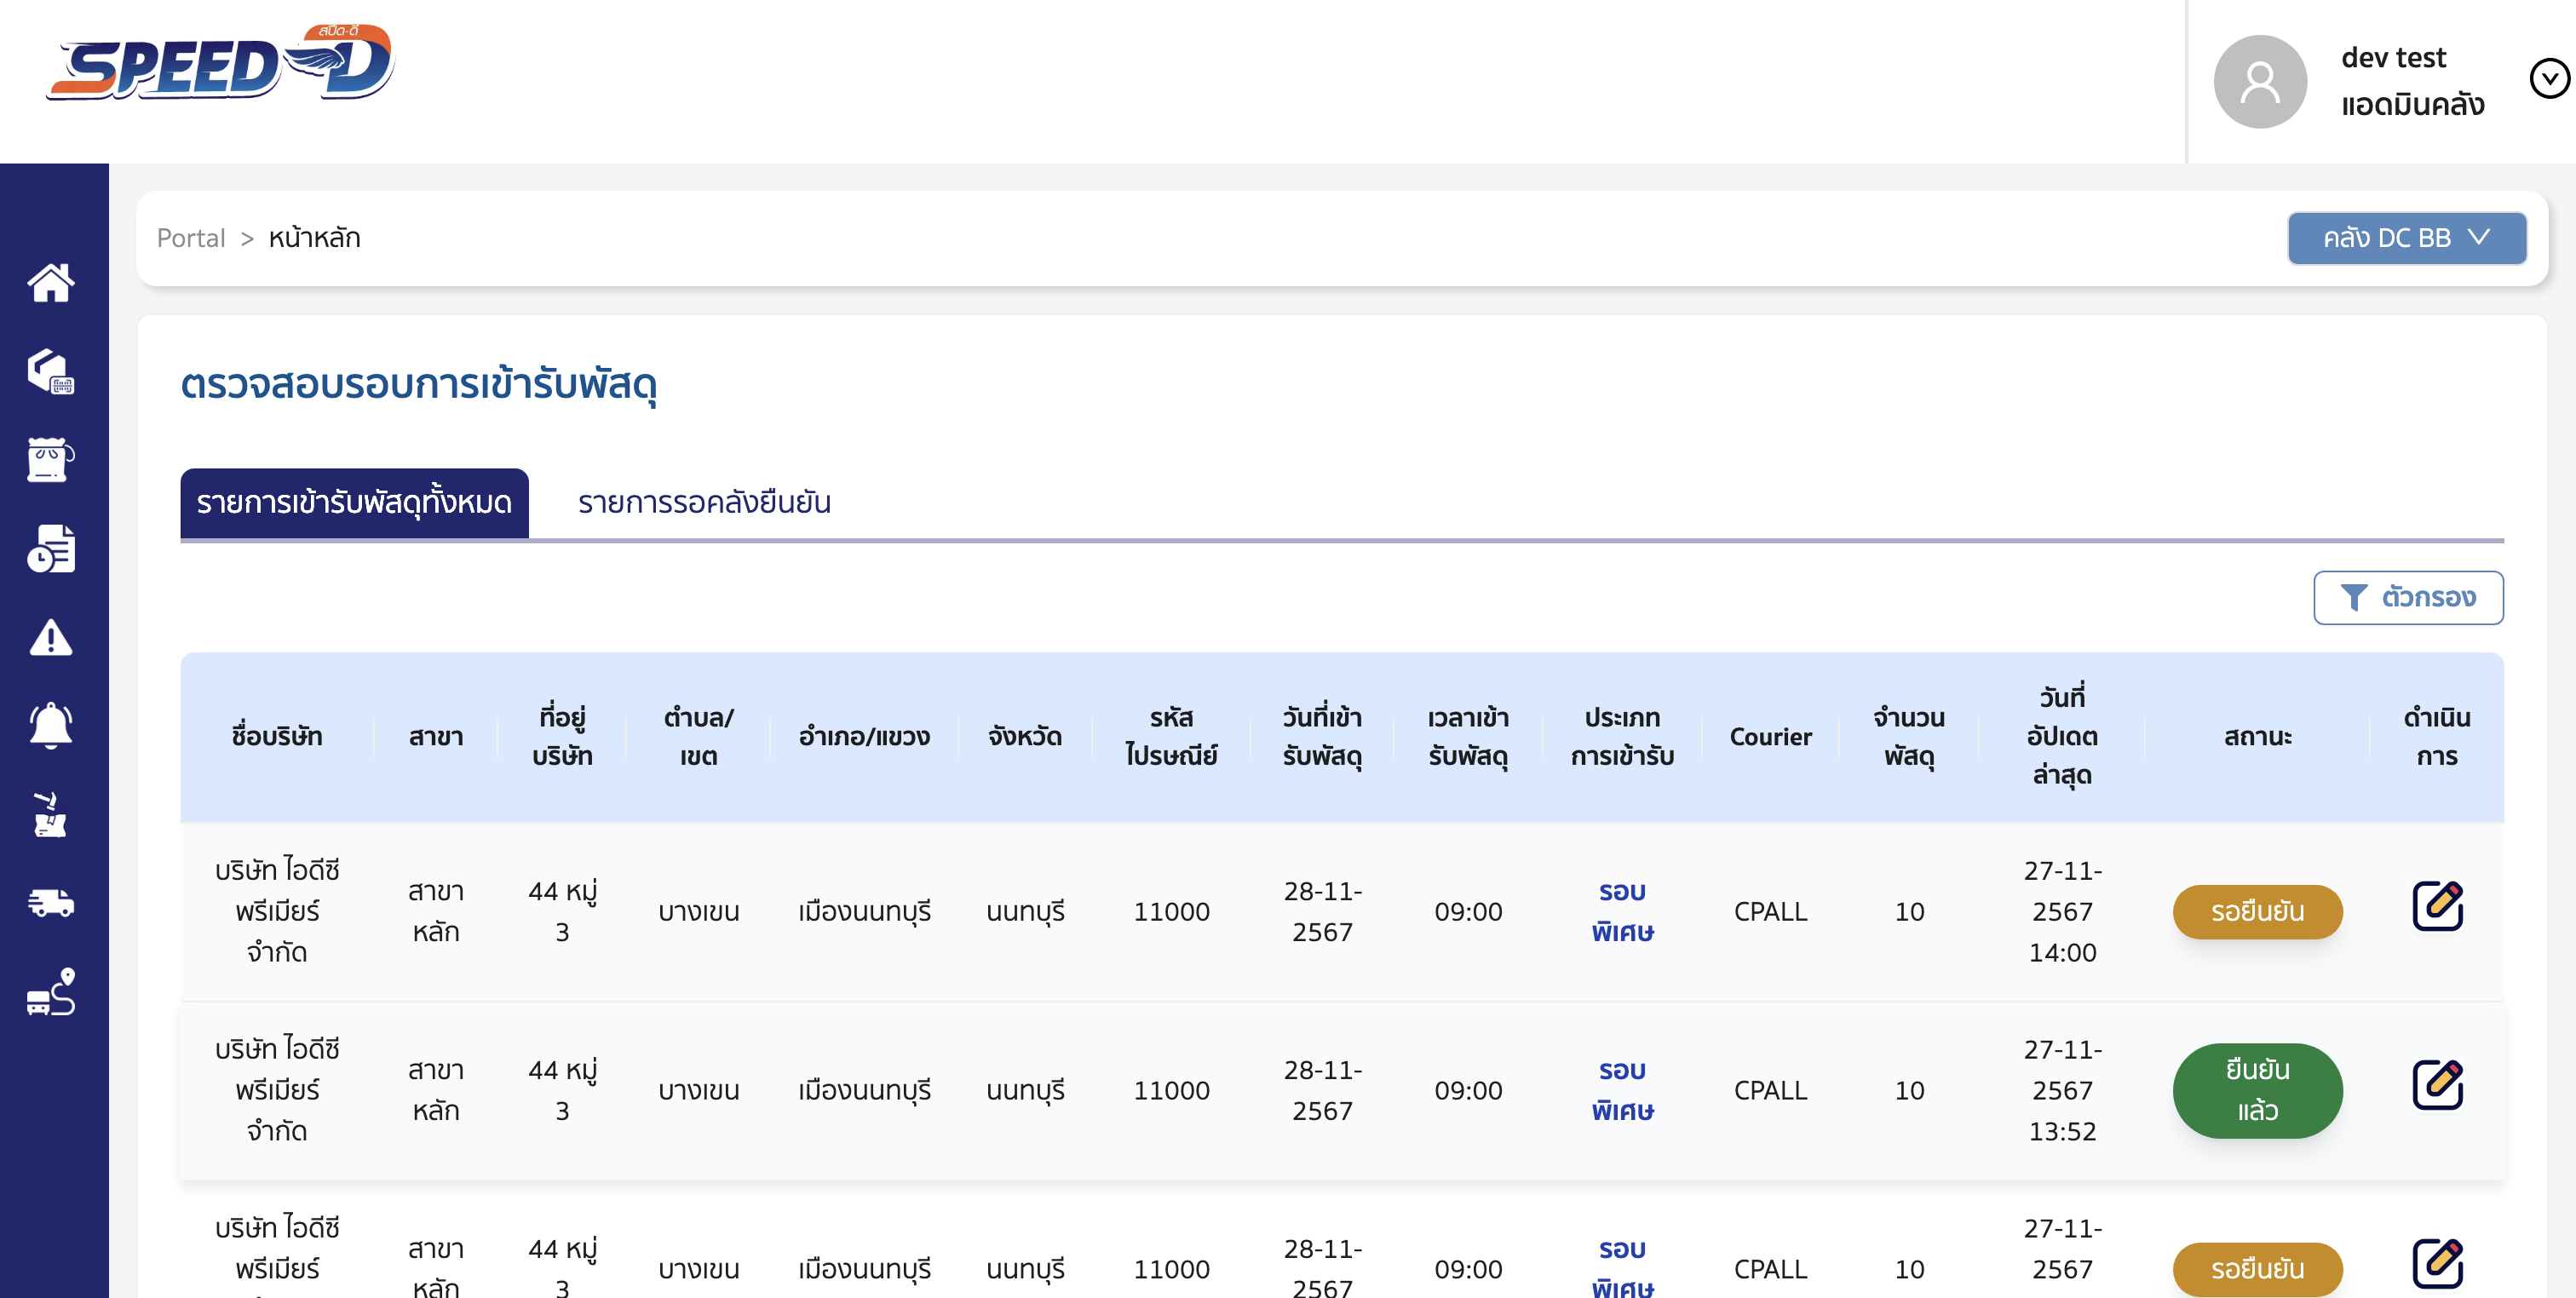 สปีด-ดี
SPEED-D
dev test
แอดมินคลัง
Portal > หน้าหลัก
คลัง DC BB
ตรวจสอบรอบการเข้ารับพัสดุ
รายการเข้ารับพัสดุทั้งหมด รายการรอคลังยืนยัน
ตัวกรอง
ชื่อบริษัท
สาขา
ที่อยู่
บริษัท
ตำบล/
เขต
อำเภอ/แขวง
จังหวัด
รหัส
ไปรษณีย์
วันที่เข้า
รับพัสดุ
เวลาเข้า
รับพัสดุ
ประเภท
การเข้ารับ
Courier
จำนวน
พัสดุ
วันที่
อัปเดต
ล่าสุด
สถานะ
ดำเนิน
การ
บริษัท ไอดีซี
พรีเมียร์
จำกัด
สาขา
หลัก
44 หมู่
3
บางเขน
เมืองนนทบุรี
นนทบุรี
11000
28-11-
2567
09:00
รอบ
พิเศษ
CPALL
10
27-11-
2567
14:00
รอยืนยัน
บริษัท ไอดีซี
พรีเมียร์
จำกัด
สาขา
หลัก
44 หมู่
3
บางเขน
เมืองนนทบุรี
นนทบุรี
11000
28-11-
2567
09:00
รอบ
พิเศษ
CPALL
10
27-11-
2567
13:52
ยืนยัน
แล้ว
บริษัท ไอดีซี
พรีเมียร์
สาขา
หลัก
44 หมู่
3
บางเขน
เมืองนนทบุรี
นนทบุรี
11000
28-11-
2567
09:00
รอบ
พิเศษ
CPALL
10
27-11-
2567
รอยืนยัน